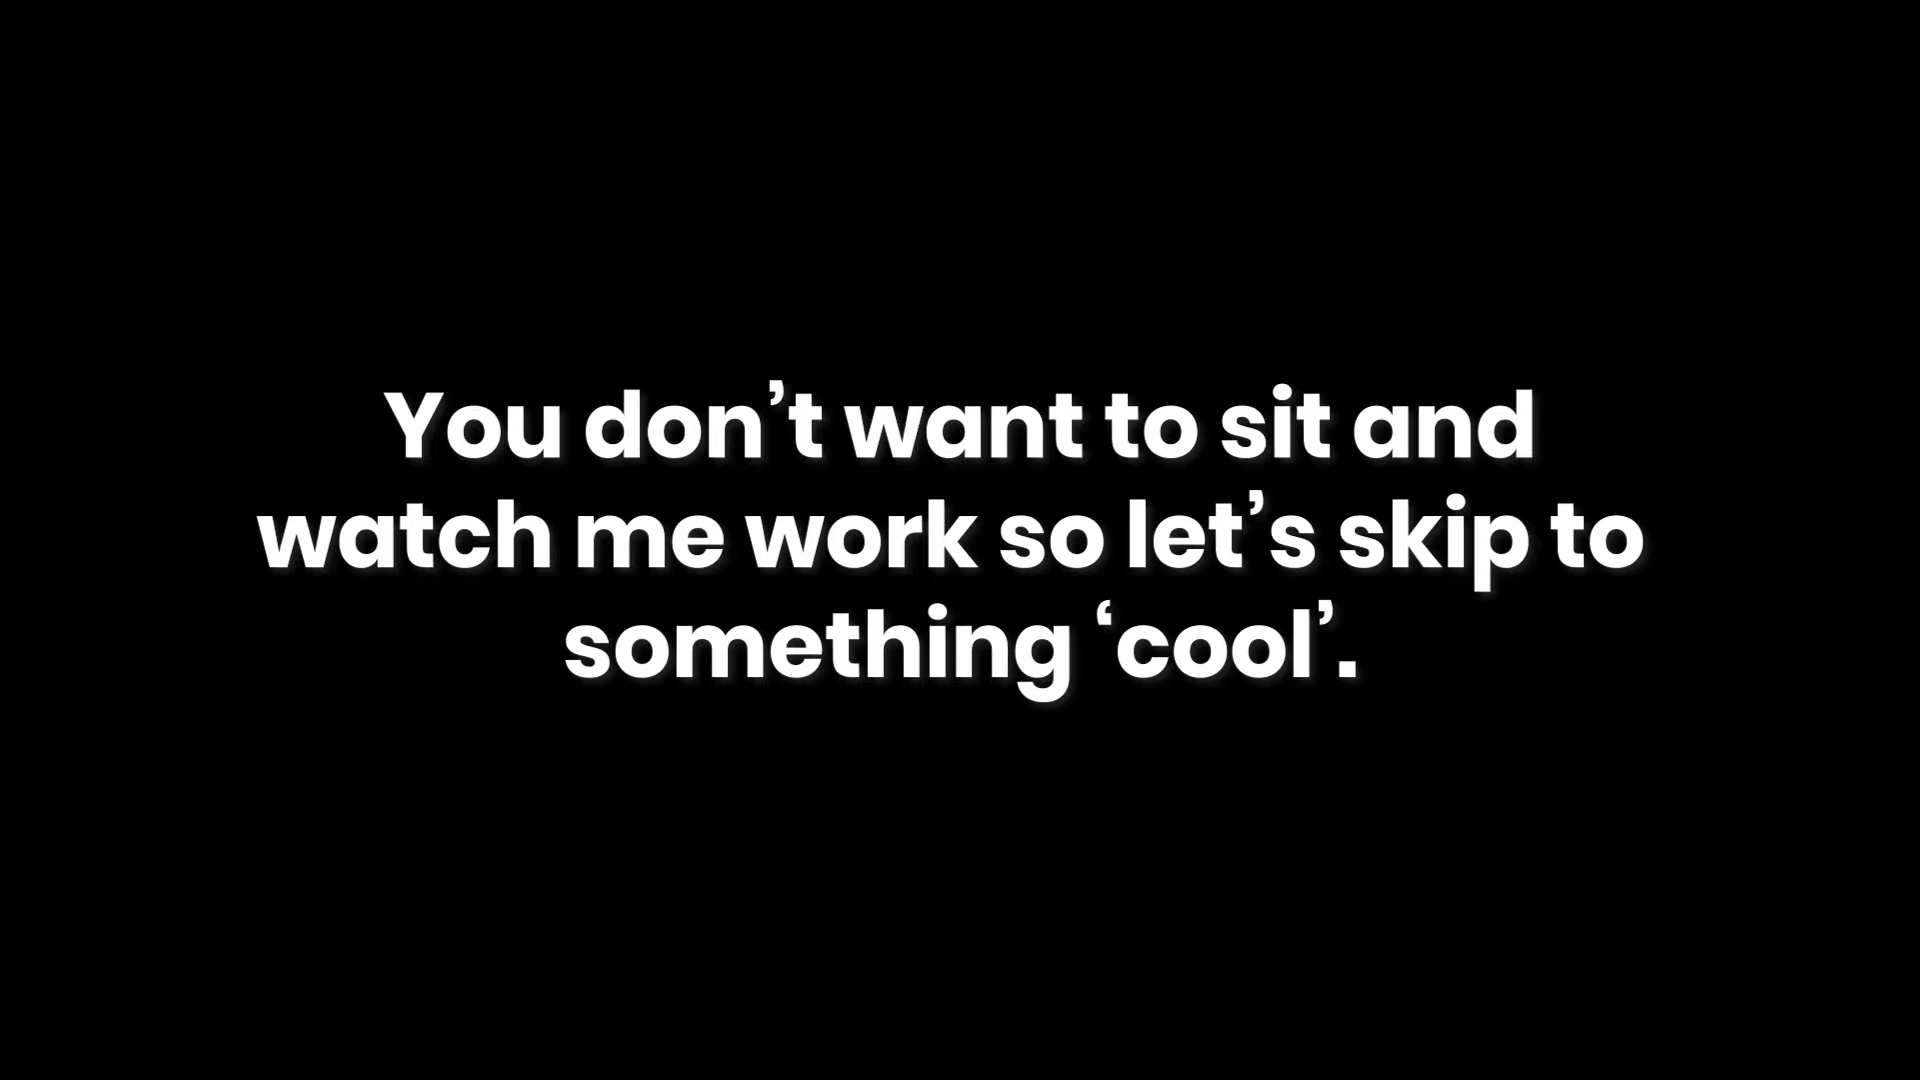 You don’t want to sit and
watch me work so let’s skip to
something ‘cool’.